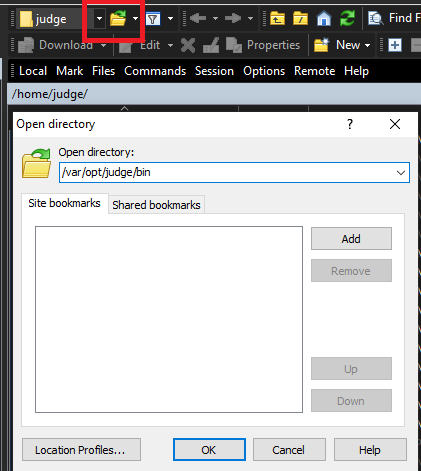 judge Find F
Download Edit Properties New
Local Mark Files Commands Session Options Remote Help
/home/judge/
Open directory ? 
Open directory:
/var/opt/judge/bin
Site bookmarks Shared bookmarks
Add
Remove
Up
Down
Location Profiles... OK Cancel Help